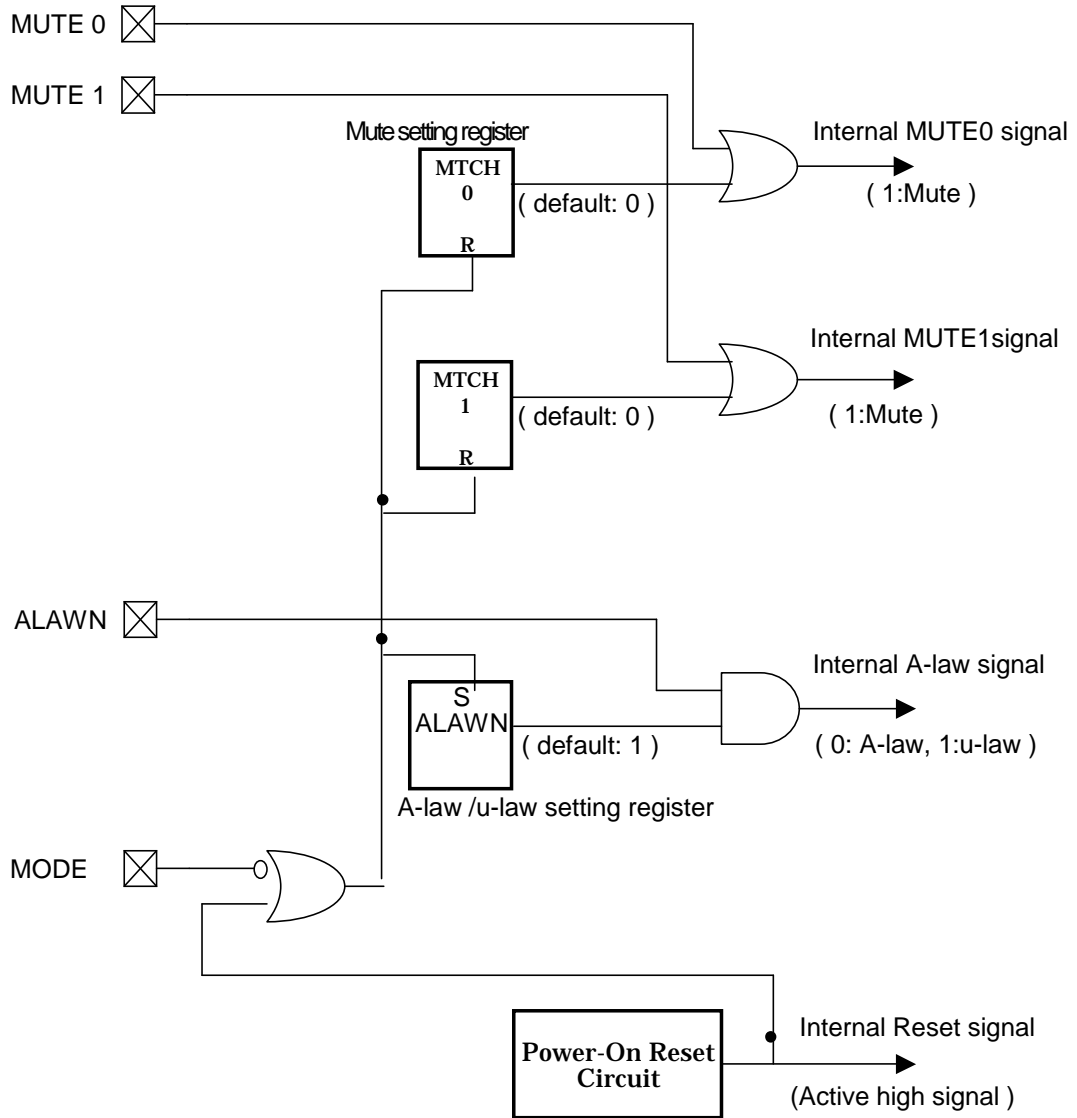 MUTE 0
MUTE 1
Mute setting register
MTCH
0
R
( default: 0 )
Internal MUTE0 signal
( 1:Mute )
MTCH
1
R
( default: 0 )
Internal MUTE1signal
( 1:Mute )
ALAWN
S
ALAWN
( default: 1 )
A-law /u-law setting register
Internal A-law signal
( 0: A-law, 1:u-law )
MODE
Power-On Reset
Circuit
Internal Reset signal
(Active high signal )